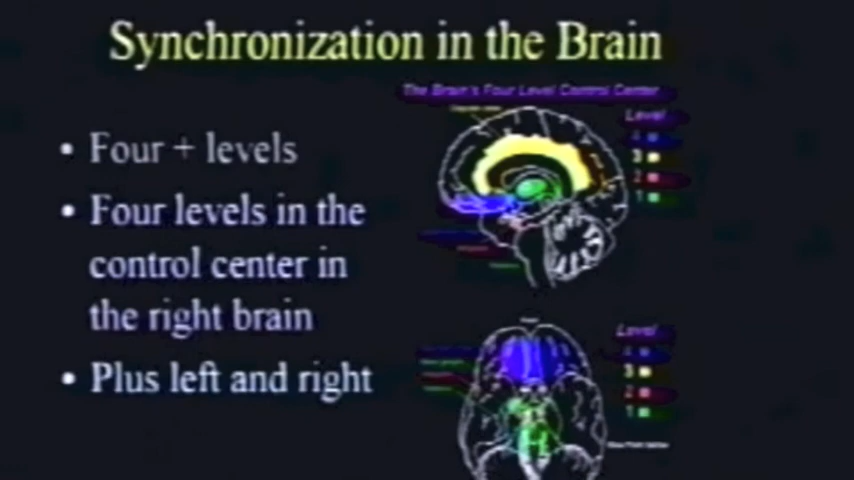 Synchronization in the Brain
• Four + levels
• Four levels in the
control center in
the right brain
• Plus left and right
The Brain's Four Level Control Center
Level
4
3
2
1
Level
4
3
2
1